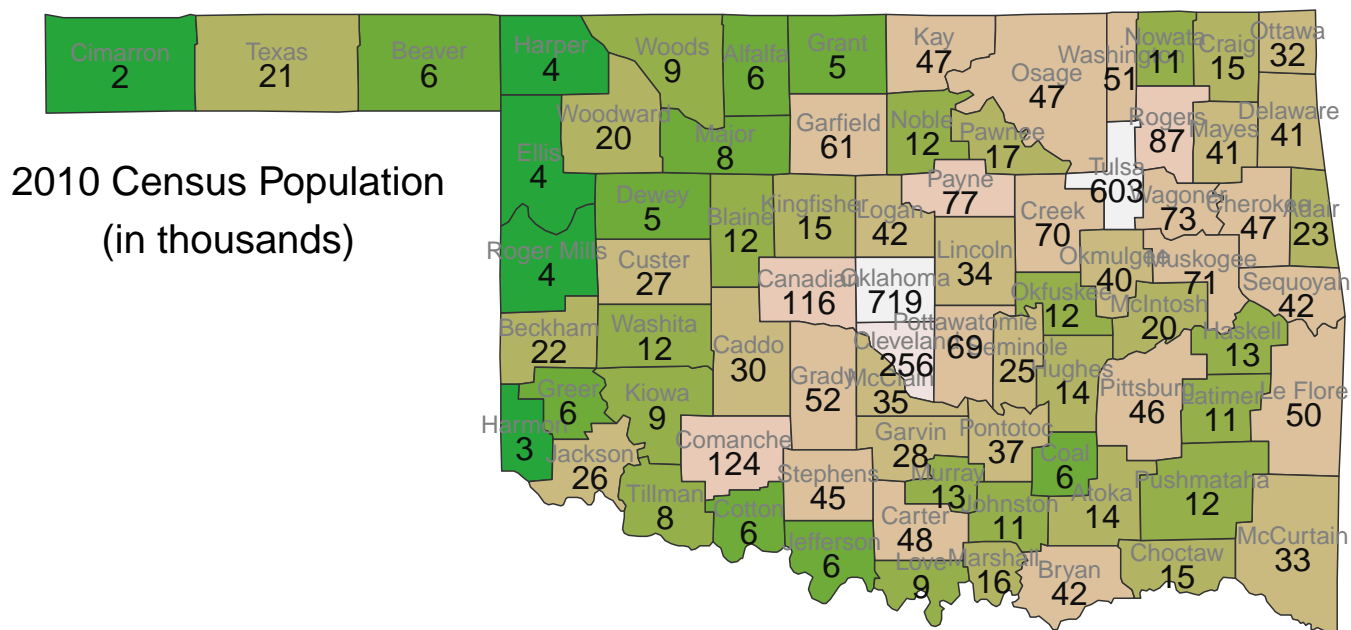 Cimarron
2
Texas
21
Beaver
6
Harper
4
Woods
9
Alfalfa
6
Grant
5
Kay
47
Osage
47
Washington
51
Nowata
11
Craig
15
Ottawa
32
Ellis
4
Woodward
20
Major
8
Garfield
61
Noble
12
Pawnee
17
Tulsa
603
Rogers
87
Mayes
41
Delaware
41
2010 Census Population
(in thousands)
Roger Mills
4
Dewey
5
Custer
27
Blaine
12
Kingfisher
15
Logan
42
Payne
77
Lincoln
34
Creek
70
Okmulgee
40
Wagoner
73
Cherokee
47
Adair
23
Canadian
116
Oklahoma
719
Okfuskee
12
Muskogee
71
McIntosh
20
Sequoyah
42
Haskell
13
Beckham
22
Washita
12
Caddo
30
Grady
52
Cleveland
256
McClain
35
Pottawatomie
69
Seminole
25
Hughes
14
Pittsburg
46
Latimer
11
Le Flore
50
Harmon
3
Greer
6
Kiowa
9
Jackson
26
Comanche
124
Stephens
45
Garvin
28
Murray
13
Pontotoc
37
Coal
6
Johnston
11
Atoka
14
Pushmataha
12
McCurtain
33
Tillman
8
Cotton
6
Jefferson
6
Carter
48
Love
9
Marshall
16
Bryan
42
Choctaw
15